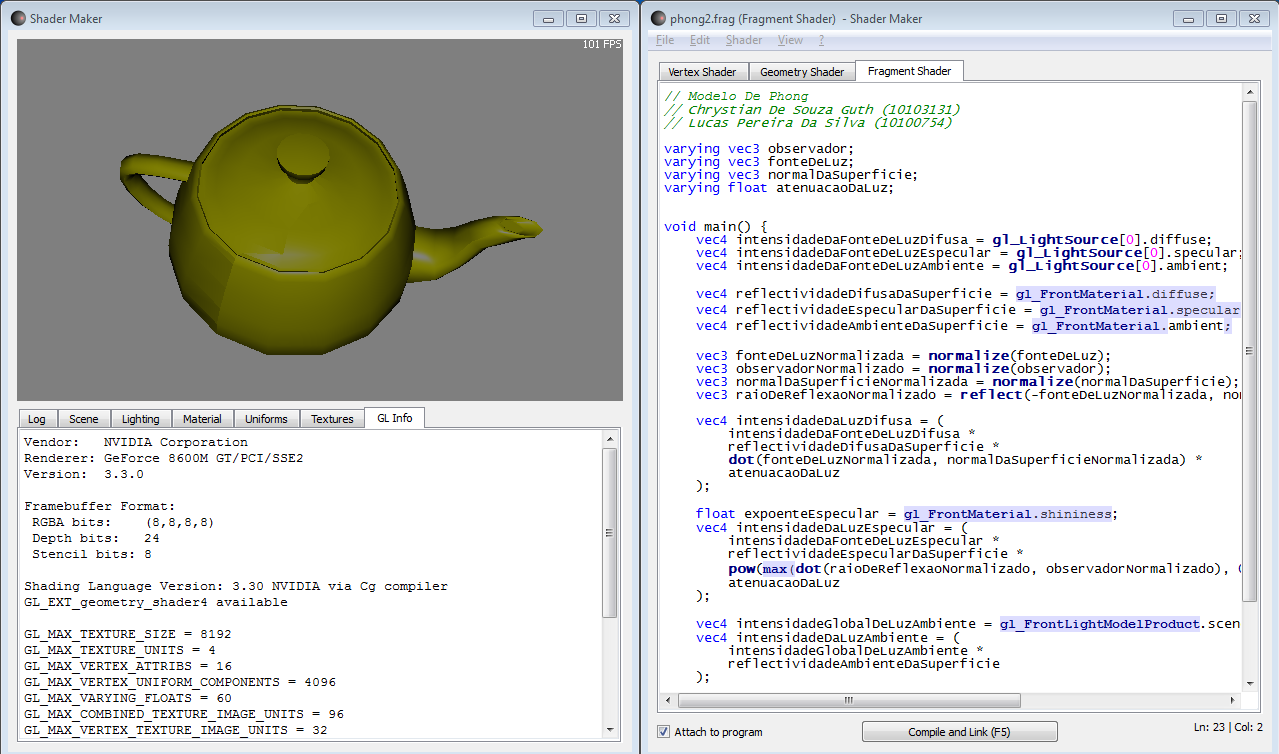 Shader Maker
101 FPS
Log Scene Lighting Material Uniforms Textures GL Info
Vendor:   NVIDIA Corporation
Renderer: GeForce 8600M GT/PCI/SSE2
Version:  3.3.0
Framebuffer Format:
 RGBA bits:    (8,8,8,8)
 Depth bits:   24
 Stencil bits: 8
Shading Language Version: 3.30 NVIDIA via Cg compiler
GL_EXT_geometry_shader4 available
GL_MAX_TEXTURE_SIZE = 8192
GL_MAX_TEXTURE_UNITS = 4
GL_MAX_VERTEX_ATTRIBS = 16
GL_MAX_VERTEX_UNIFORM_COMPONENTS = 4096
GL_MAX_VARYING_FLOATS = 60
GL_MAX_COMBINED_TEXTURE_IMAGE_UNITS = 96
GL_MAX_VERTEX_TEXTURE_IMAGE_UNITS = 32
phong2.frag (Fragment Shader)  - Shader Maker
File Edit Shader View ?
Vertex Shader Geometry Shader Fragment Shader
// Modelo De Phong
// Chrystian De Souza Guth (10103131)
// Lucas Pereira Da Silva (10100754)
varying vec3 observador;
varying vec3 fonteDeLuz;
varying vec3 normalDaSuperficie;
varying float atenuacaoDaLuz;
void main() {
    vec4 intensidadeDaFonteDeLuzDifusa = gl_LightSource[0].diffuse;
    vec4 intensidadeDaFonteDeLuzEspecular = gl_LightSource[0].specular;
    vec4 intensidadeDaFonteDeLuzAmbiente = gl_LightSource[0].ambient;
    vec4 reflectividadeDifusaDaSuperficie = gl_FrontMaterial.diffuse;
    vec4 reflectividadeEspecularDaSuperficie = gl_FrontMaterial.specular
    vec4 reflectividadeAmbienteDaSuperficie = gl_FrontMaterial.ambient;
    vec3 fonteDeLuzNormalizada = normalize(fonteDeLuz);
    vec3 observadorNormalizado = normalize(observador);
    vec3 normalDaSuperficieNormalizada = normalize(normalDaSuperficie);
    vec3 raioDeReflexaoNormalizado = reflect(-fonteDeLuzNormalizada, nor
    vec4 intensidadeDaLuzDifusa = (
        intensidadeDaFonteDeLuzDifusa *
        reflectividadeDifusaDaSuperficie *
        dot(fonteDeLuzNormalizada, normalDaSuperficieNormalizada) *
        atenuacaoDaLuz
    );
    float expoenteEspecular = gl_FrontMaterial.shininess;
    vec4 intensidadeDaLuzEspecular = (
        intensidadeDaFonteDeLuzEspecular *
        reflectividadeEspecularDaSuperficie *
        pow(max(dot(raioDeReflexaoNormalizado, observadorNormalizado),
        atenuacaoDaLuz
    );
    vec4 intensidadeGlobalDeLuzAmbiente = gl_FrontLightModelProduct.scen
    vec4 intensidadeDaLuzAmbiente = (
        intensidadeGlobalDeLuzAmbiente *
        reflectividadeAmbienteDaSuperficie
    );
Attach to program
Compile and Link (F5)
Ln: 23 | Col: 2